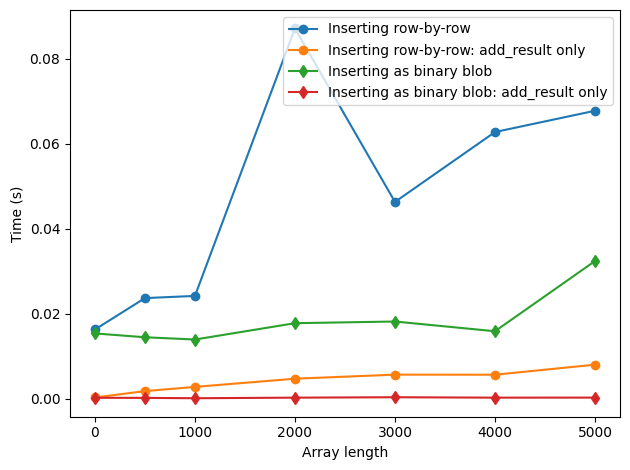 Inserting row-by-row
Inserting row-by-row: add_result only
Inserting as binary blob
Inserting as binary blob: add_result only
0.08
0.06
0.04
0.02
0.00
Time (s)
0 1000 2000 3000 4000 5000
Array length